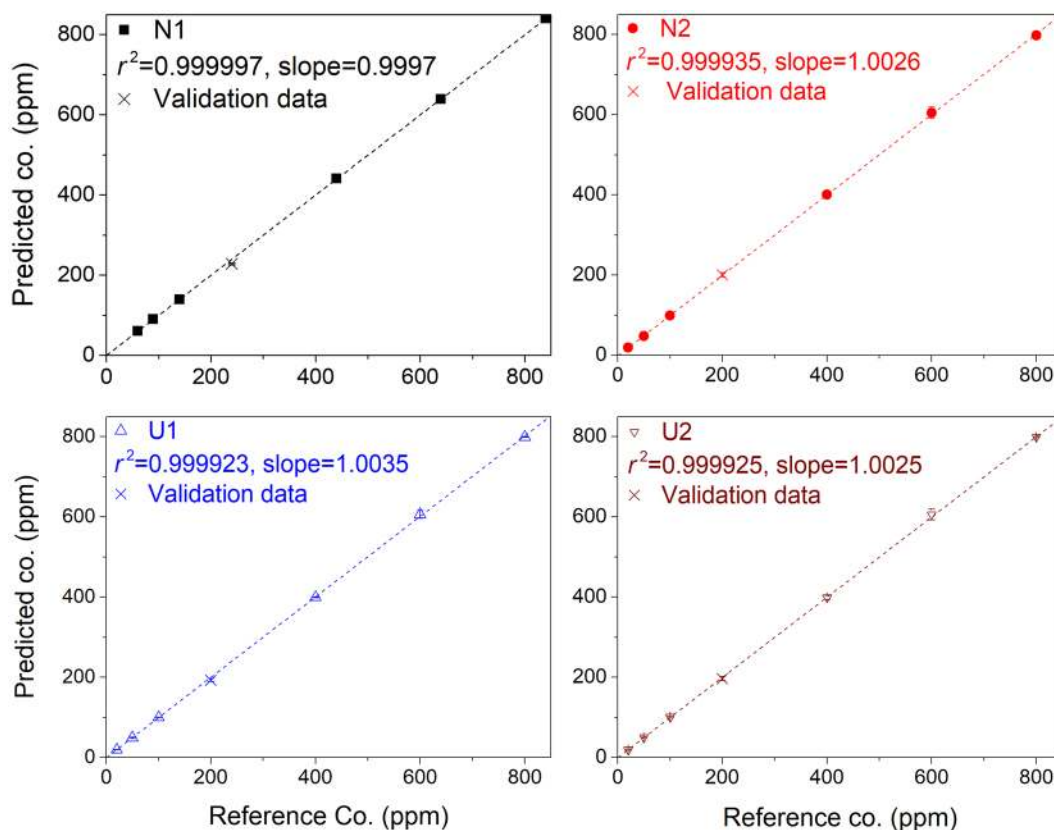 N1
r²=0.999997, slope=0.9997
Validation data
800
600
400
200
0
0 200 400 600 800
Predicted co. (ppm)
N2
r²=0.999935, slope=1.0026
Validation data
800
600
400
200
0
0 200 400 600 800
U1
r²=0.999923, slope=1.0035
Validation data
800
600
400
200
0
0 200 400 600 800
Predicted co. (ppm)
Reference Co. (ppm)
U2
r²=0.999925, slope=1.0025
Validation data
800
600
400
200
0
0 200 400 600 800
Reference co. (ppm)